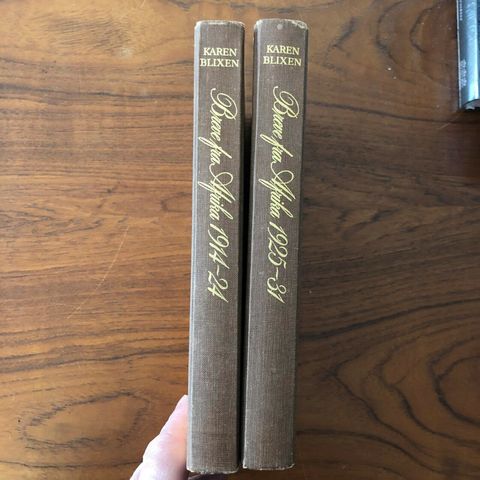 KAREN
BLIXEN
Breve fra Afrika 1914-24
KAREN
BLIXEN
Breve fra Afrika 1925-31